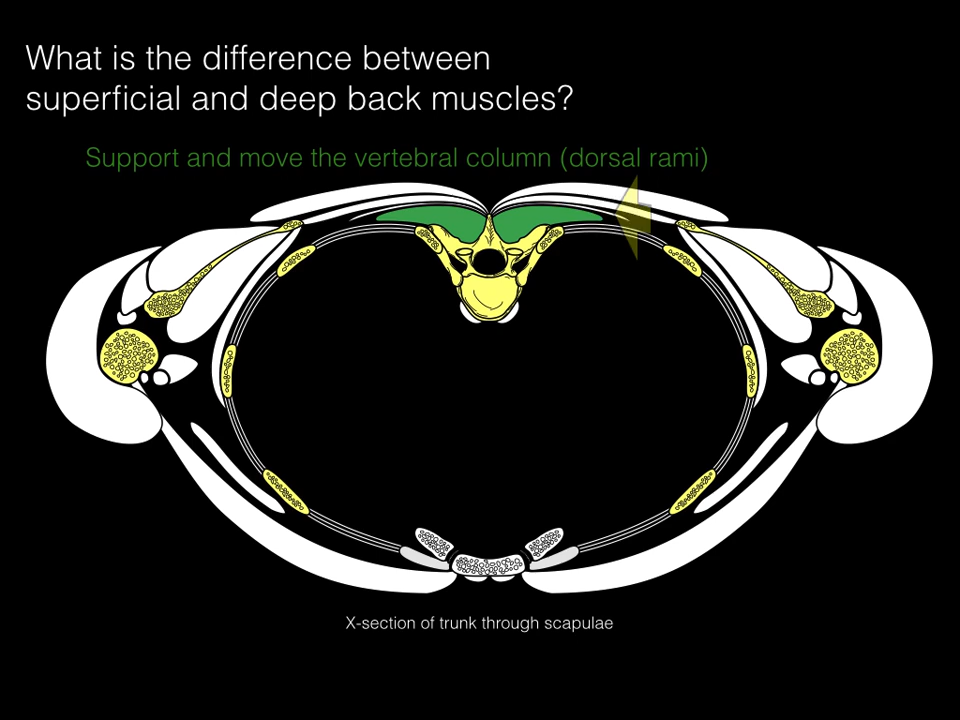 What is the difference between
superficial and deep back muscles?
Support and move the vertebral column (dorsal rami)
X-section of trunk through scapulae